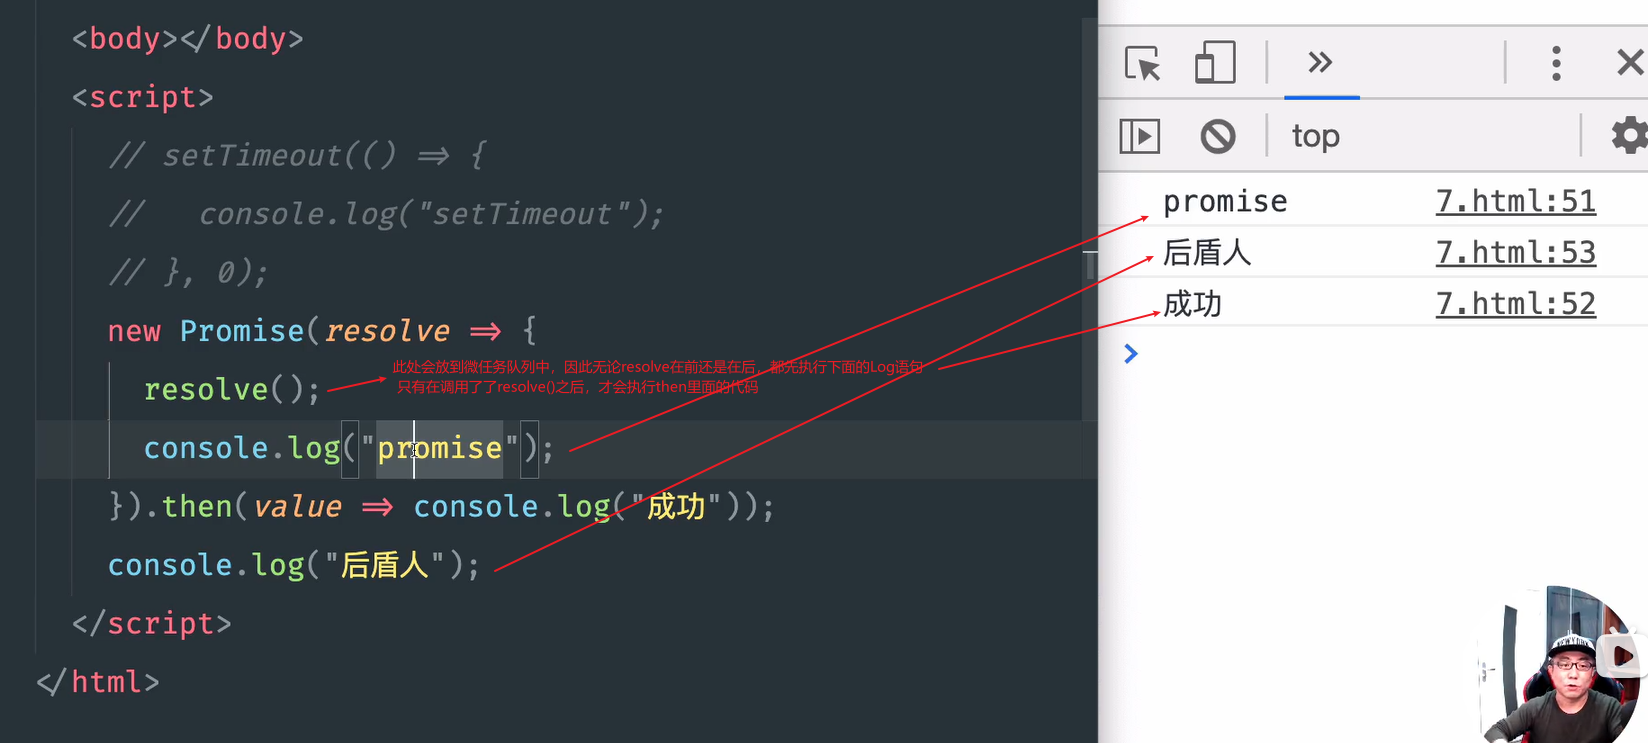 <body></body>
<script>
// setTimeout(() => {
//   console.log("setTimeout");
// }, 0);
new Promise(resolve => {
此处会放到微任务队列中，因此无论resolve在前还是在后，都先执行下面的Log语句
resolve();
只有在调用了了resolve()之后，才会执行then里面的代码
console.log("promise");
}).then(value => console.log("成功"));
console.log("后盾人");
</script>
</html>
top
promise 7.html:51
后盾人 7.html:53
成功 7.html:52